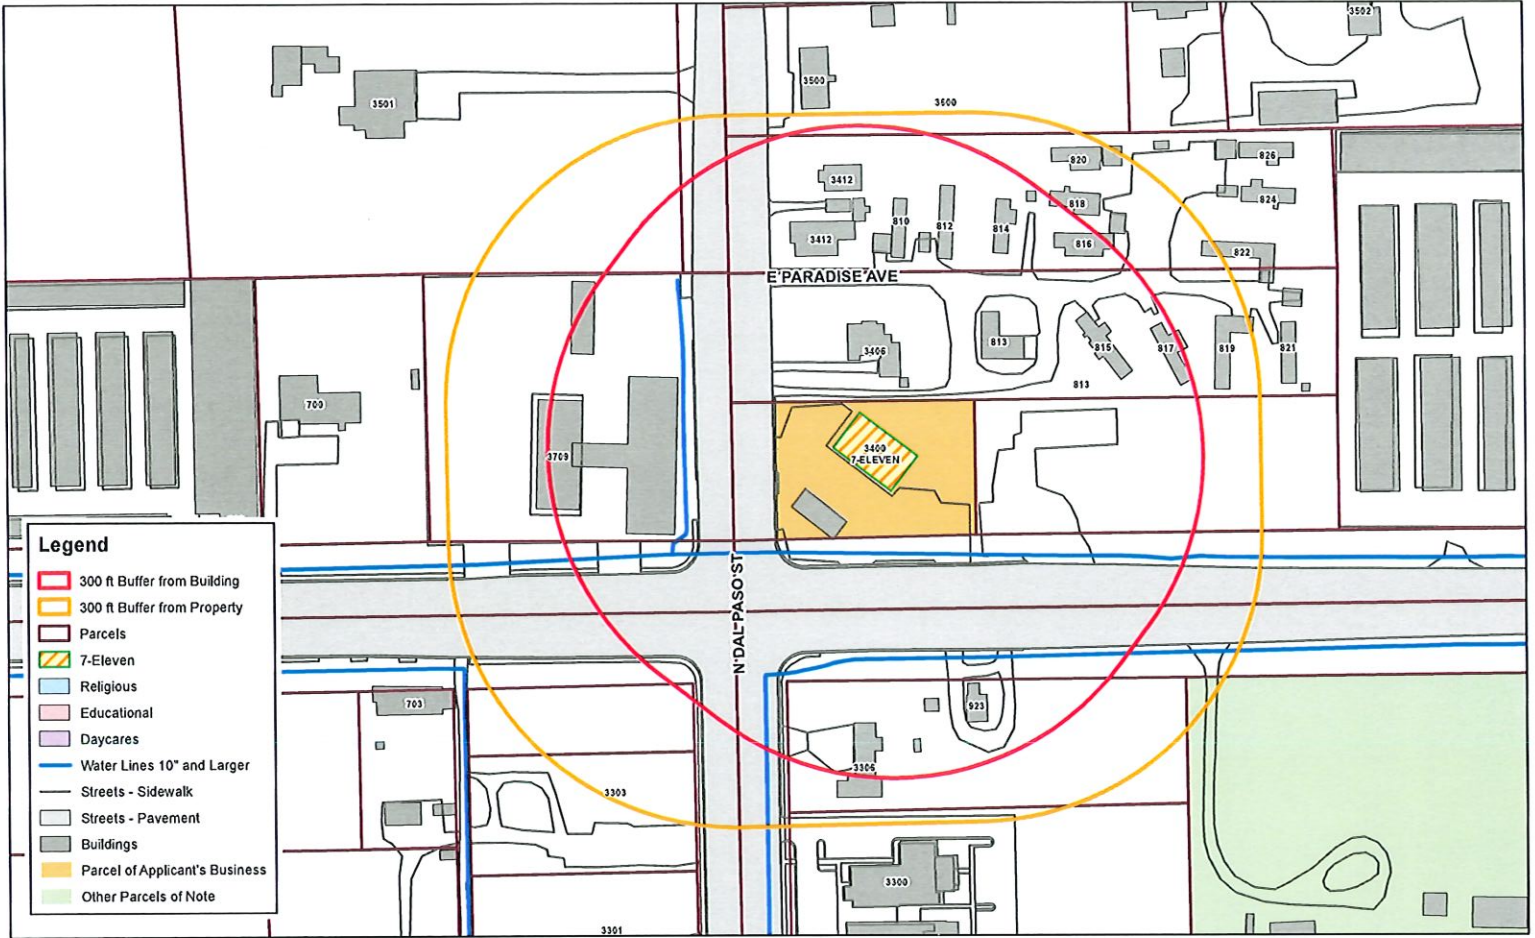 3502
3501
3500
3600
820
826
3412
818
824
810
812
814
3412
816
822
E PARADISE AVE
813
815
817
819
821
3406
813
700
3400
7-ELEVEN
3709
N DAL PASO ST
703
923
3306
3303
3300
3301
Legend
300 ft Buffer from Building
300 ft Buffer from Property
Parcels
7-Eleven
Religious
Educational
Daycares
Water Lines 10" and Larger
Streets - Sidewalk
Streets - Pavement
Buildings
Parcel of Applicant's Business
Other Parcels of Note